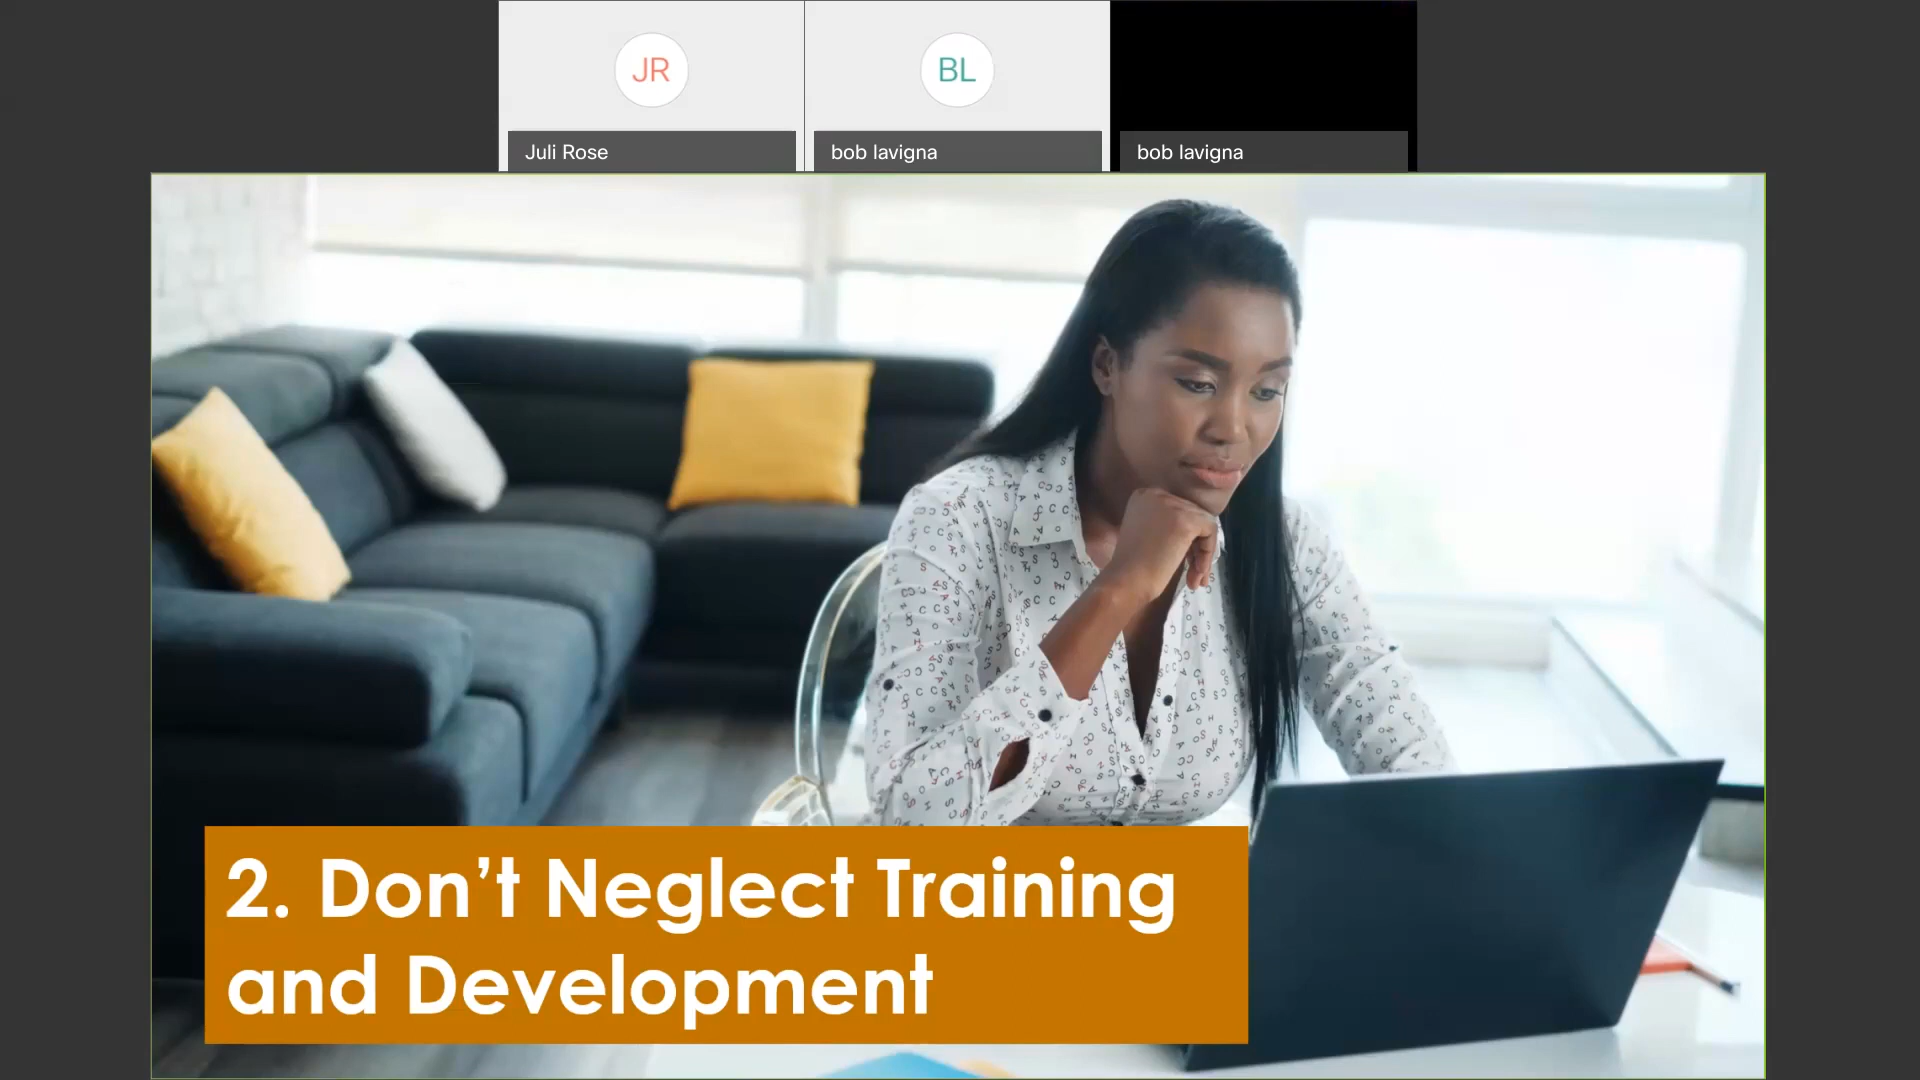 JR
BL
Juli Rose
bob lavigna
bob lavigna
2. Don’t Neglect Training
and Development